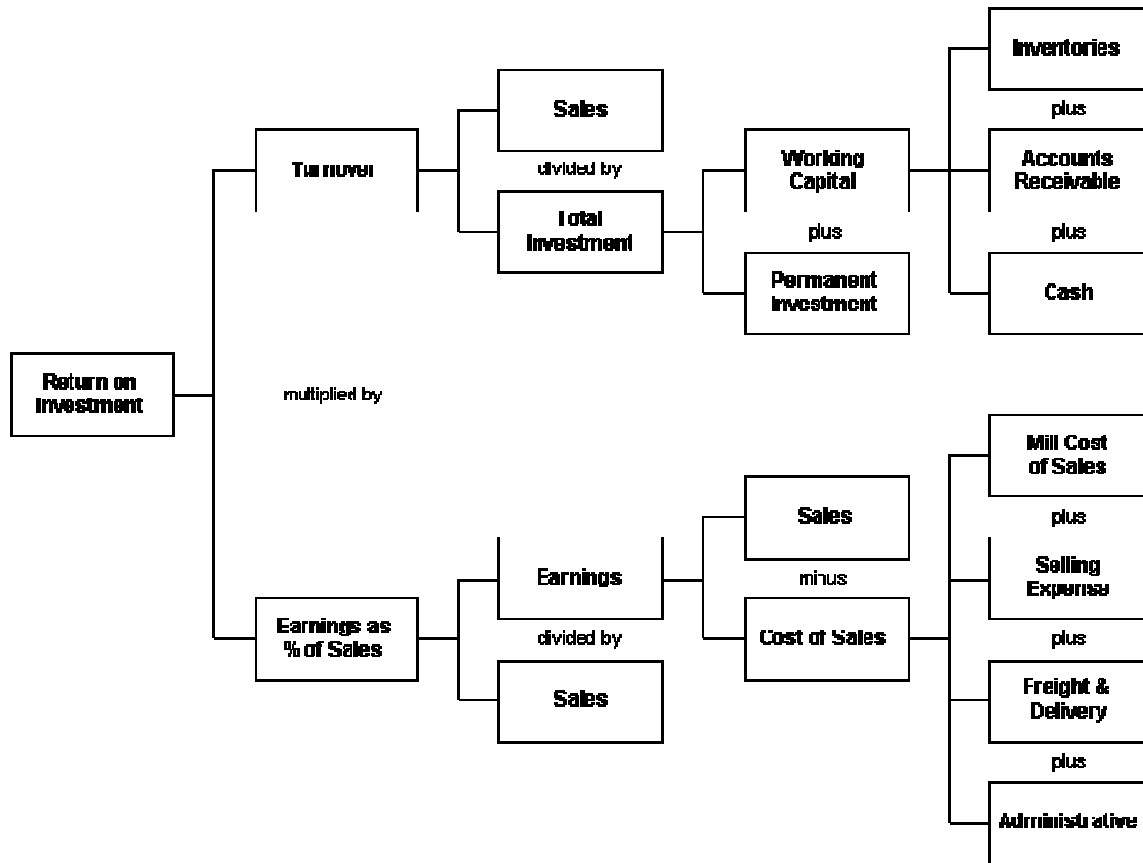 Inventories
plus
Sales
Turnover
divided by
Working
Capital
Accounts
Receivable
Total
Investment
plus
plus
Permanent
Investment
Cash
Return on
Investment
multiplied by
Mill Cost
of Sales
Sales
plus
Earnings
minus
Selling
Expense
Earnings as
% of Sales
divided by
Cost of Sales
plus
Sales
Freight &
Delivery
plus
Administrative